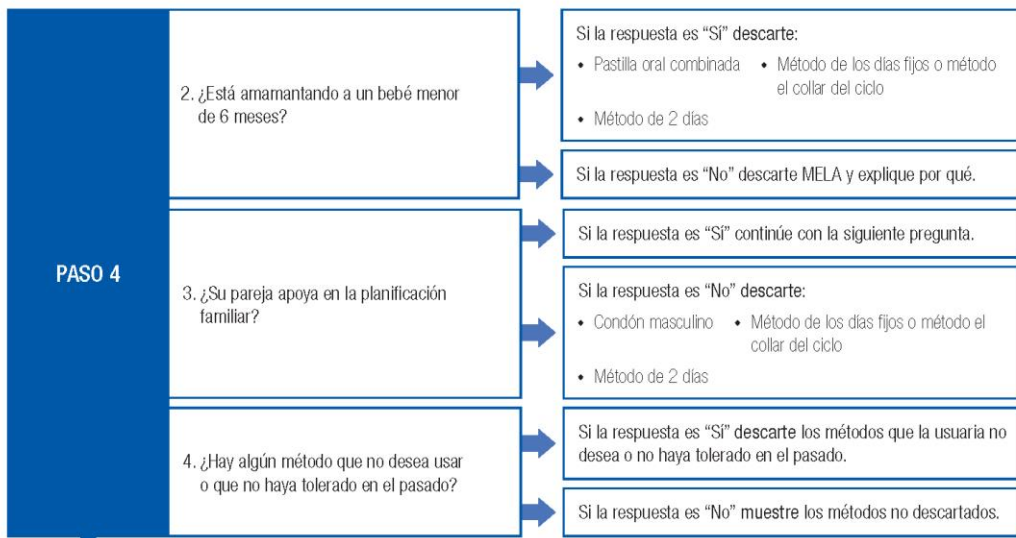 PASO 4
2. ¿Está amamantando a un bebé menor
de 6 meses?
Si la respuesta es “Sí” descarte:
• Pastilla oral combinada
• Método de los días fijos o método
el collar del ciclo
• Método de 2 días
Si la respuesta es “No” descarte MELA y explique por qué.
3. ¿Su pareja apoya en la planificación
familiar?
Si la respuesta es “Sí” continúe con la siguiente pregunta.
Si la respuesta es “No” descarte:
• Condón masculino
• Método de los días fijos o método el
collar del ciclo
• Método de 2 días
4. ¿Hay algún método que no desea usar
o que no haya tolerado en el pasado?
Si la respuesta es “Sí” descarte los métodos que la usuaria no
desea o no haya tolerado en el pasado.
Si la respuesta es “No” muestre los métodos no descartados.